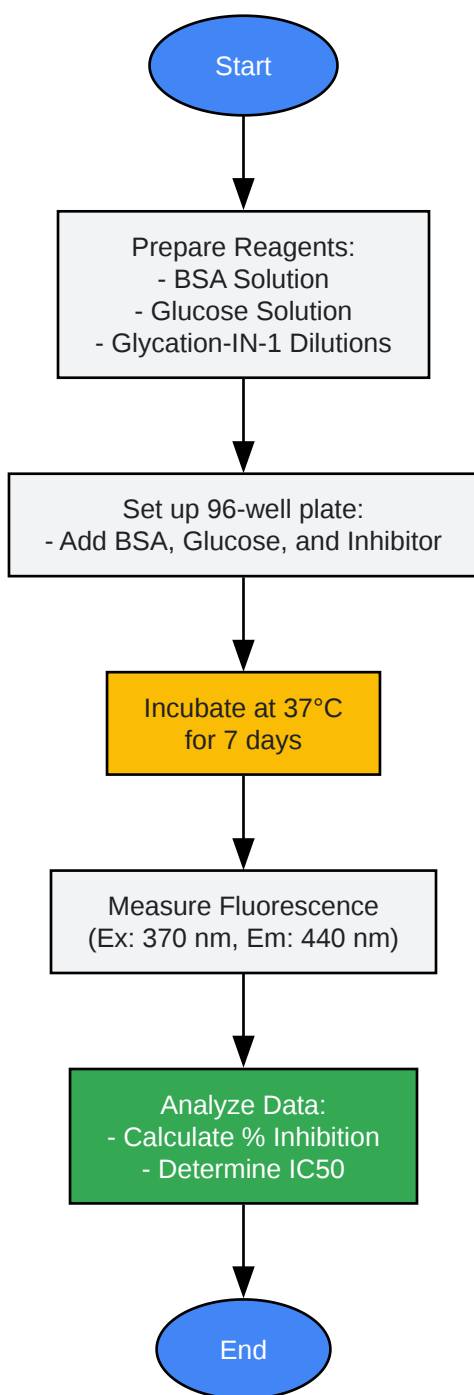 Start
Prepare Reagents:
- BSA Solution
- Glucose Solution
- Glycation-IN-1 Dilutions
Set up 96-well plate:
- Add BSA, Glucose, and Inhibitor
Incubate at 37°C
for 7 days
Measure Fluorescence
(Ex: 370 nm, Em: 440 nm)
Analyze Data:
- Calculate % Inhibition
- Determine IC50
End